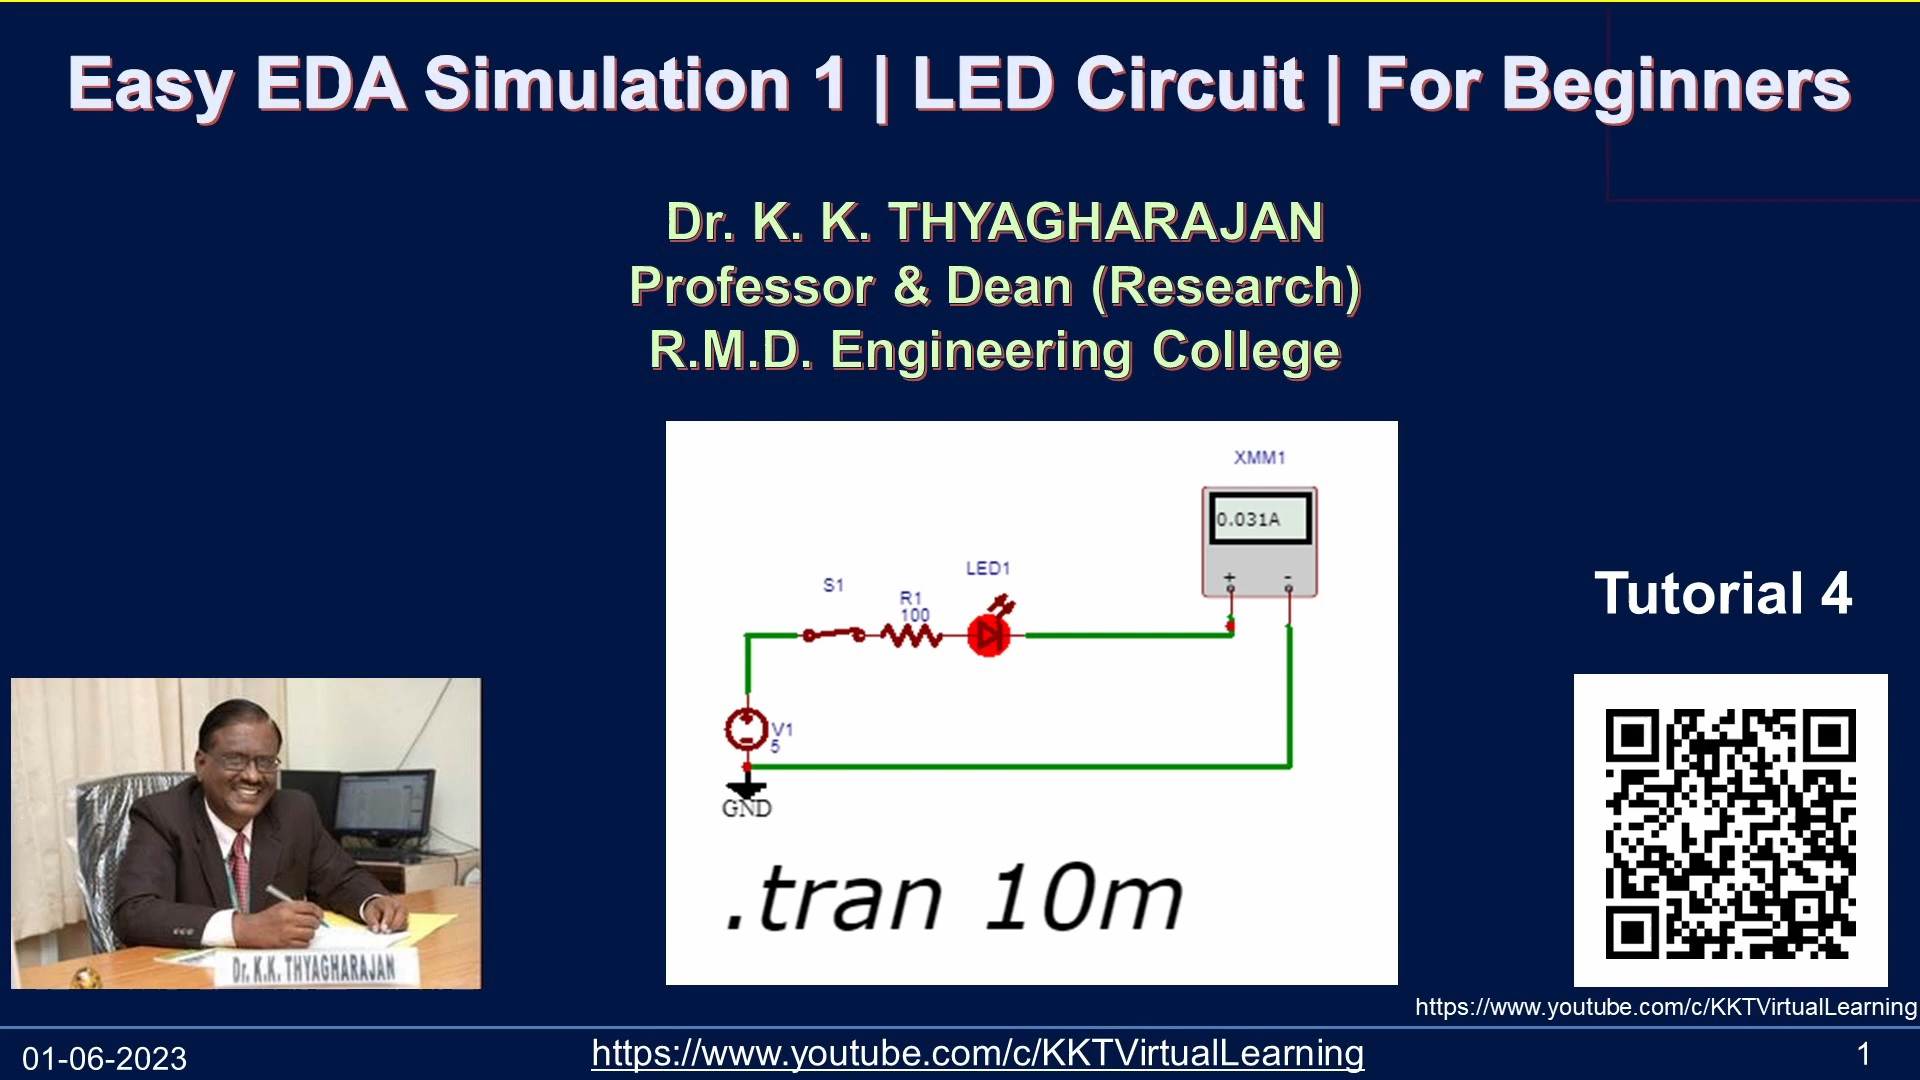 Easy EDA Simulation 1 | LED Circuit | For Beginners
Dr. K. K. THYAGHARAJAN
Professor & Dean (Research)
R.M.D. Engineering College
XMM1
0.031A
+ -
LED1
S1
R1
100
V1
5
GND
.tran 10m
Tutorial 4
Dr. K.K. THYAGHARAJAN
https://www.youtube.com/c/KKTVirtualLearning
01-06-2023
https://www.youtube.com/c/KKTVirtualLearning
1